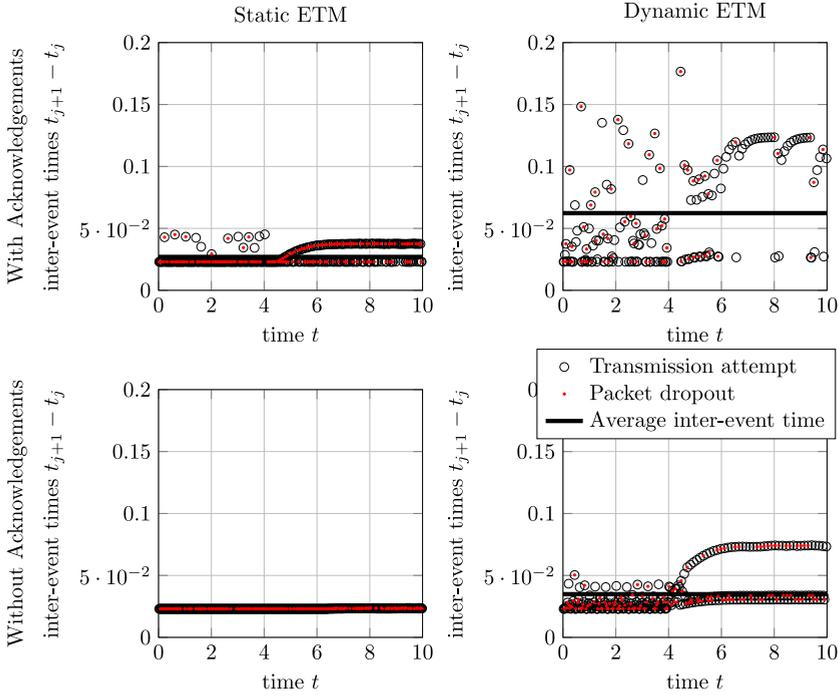 Static ETM
Dynamic ETM
With Acknowledgements
inter-event times t_{j+1} − t_j
0.2
0.15
0.1
5 · 10^{−2}
0
0 2 4 6 8 10
time t
inter-event times t_{j+1} − t_j
0.2
0.15
0.1
5 · 10^{−2}
0
0 2 4 6 8 10
time t
Without Acknowledgements
inter-event times t_{j+1} − t_j
0.2
0.15
0.1
5 · 10^{−2}
0
0 2 4 6 8 10
time t
inter-event times t_{j+1} − t_j
0
0.15
0.1
5 · 10^{−2}
0
0 2 4 6 8 10
time t
Transmission attempt
Packet dropout
Average inter-event time